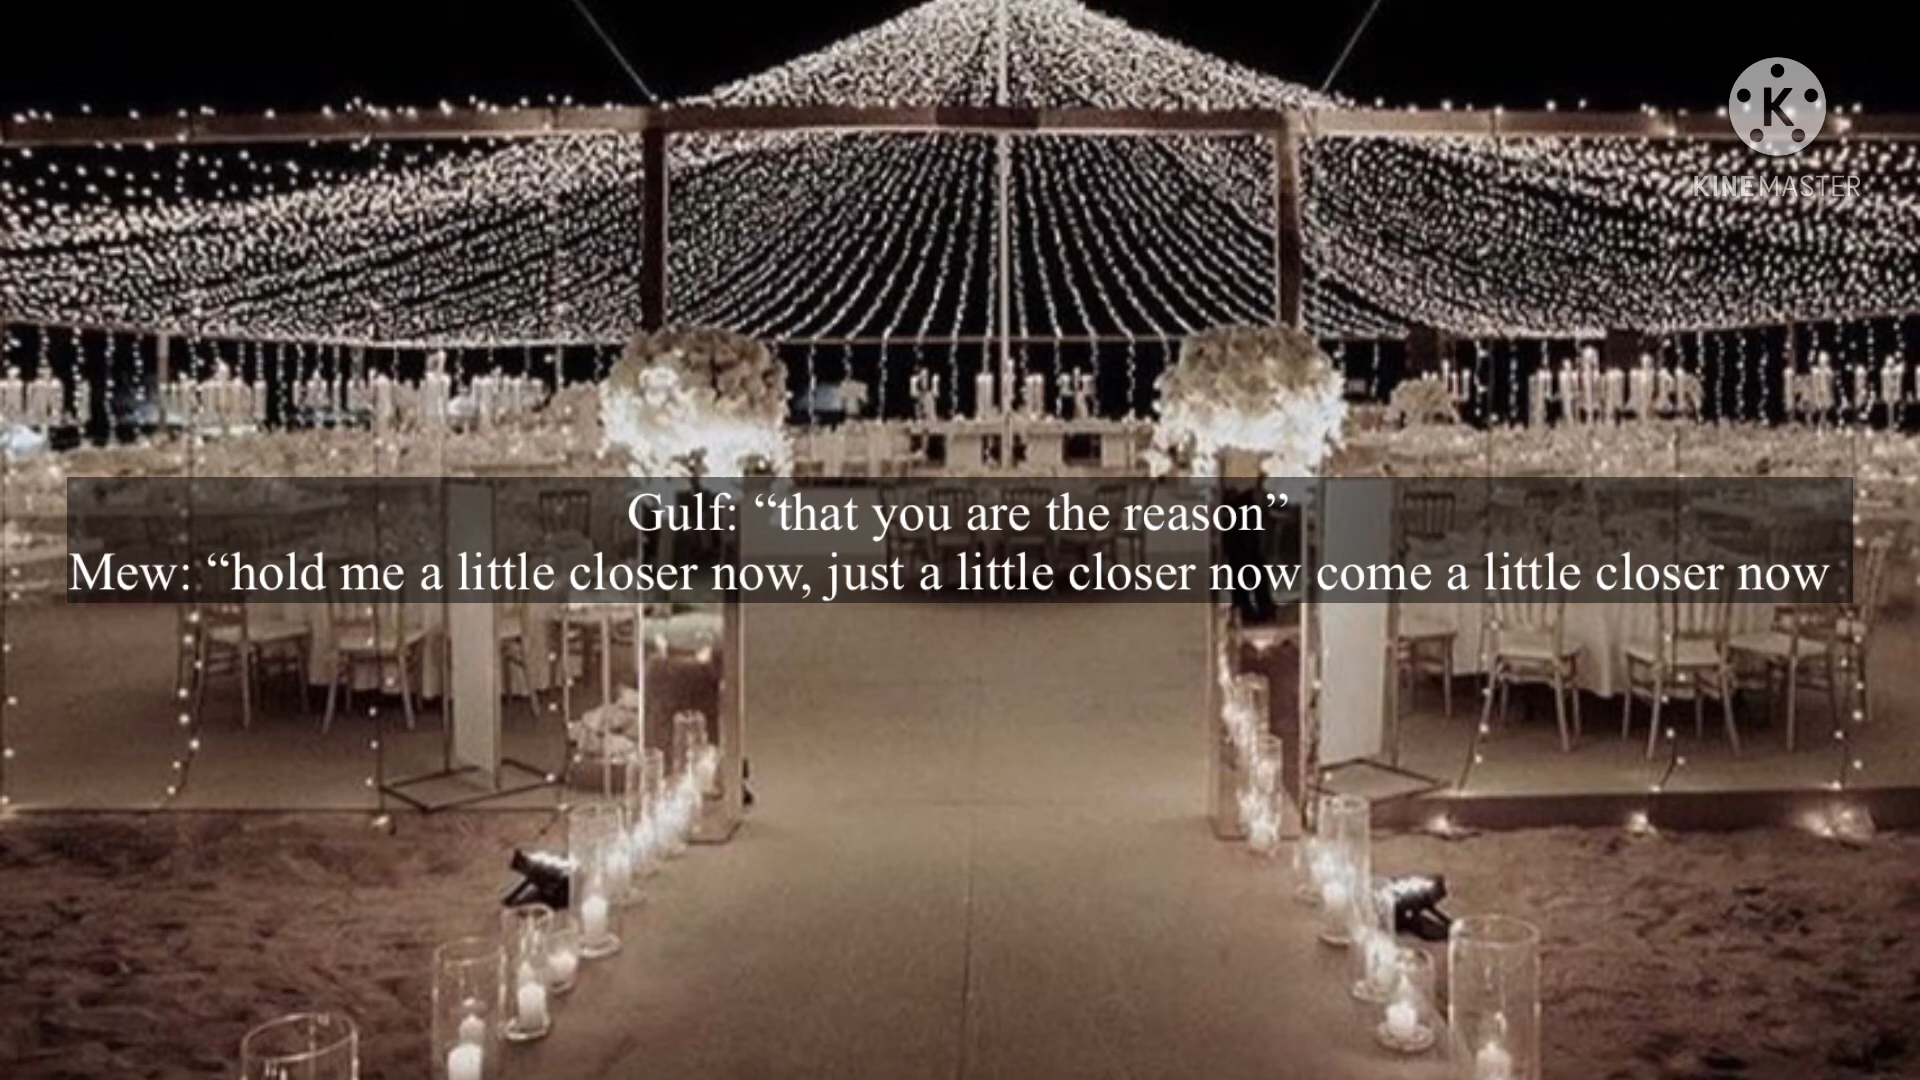 K
KINEMASTER
Gulf: “that you are the reason”
Mew: “hold me a little closer now, just a little closer now come a little closer now